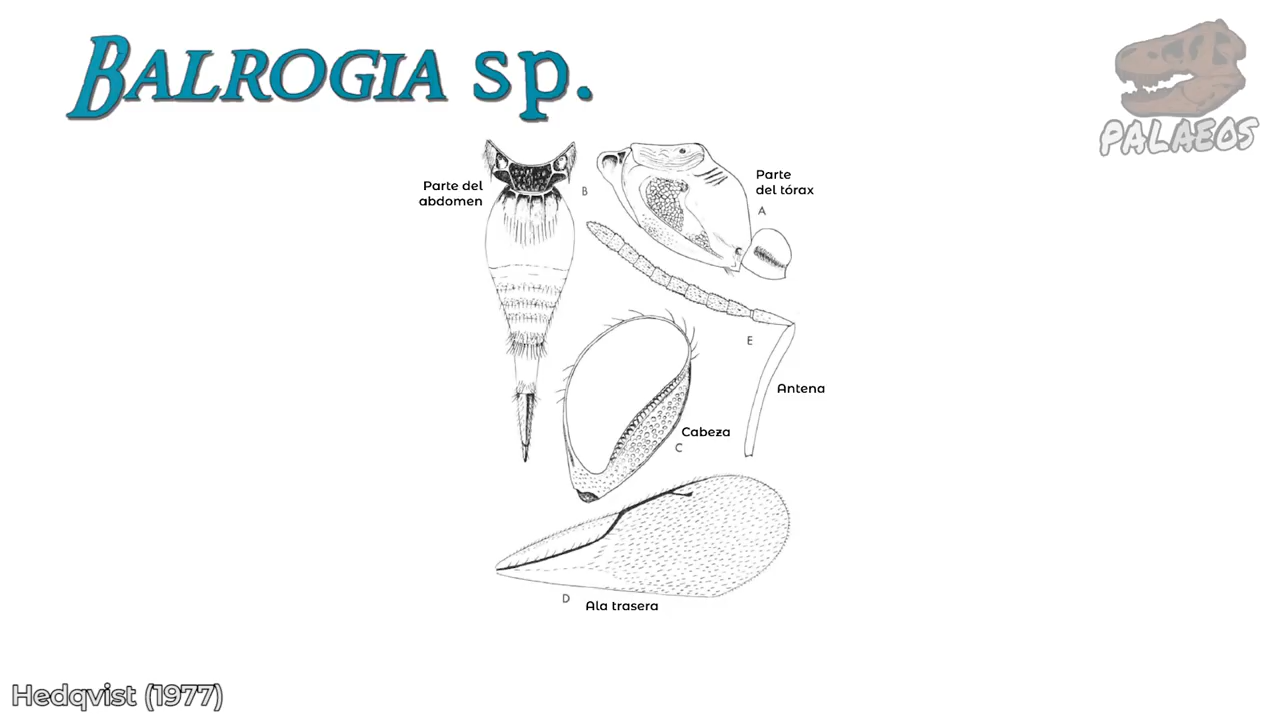 BALROGIA sp.
PALAEOS
Parte del
abdomen
B
Parte
del tórax
A
E
Antena
Cabeza
C
D
Ala trasera
Hedqvist (1977)